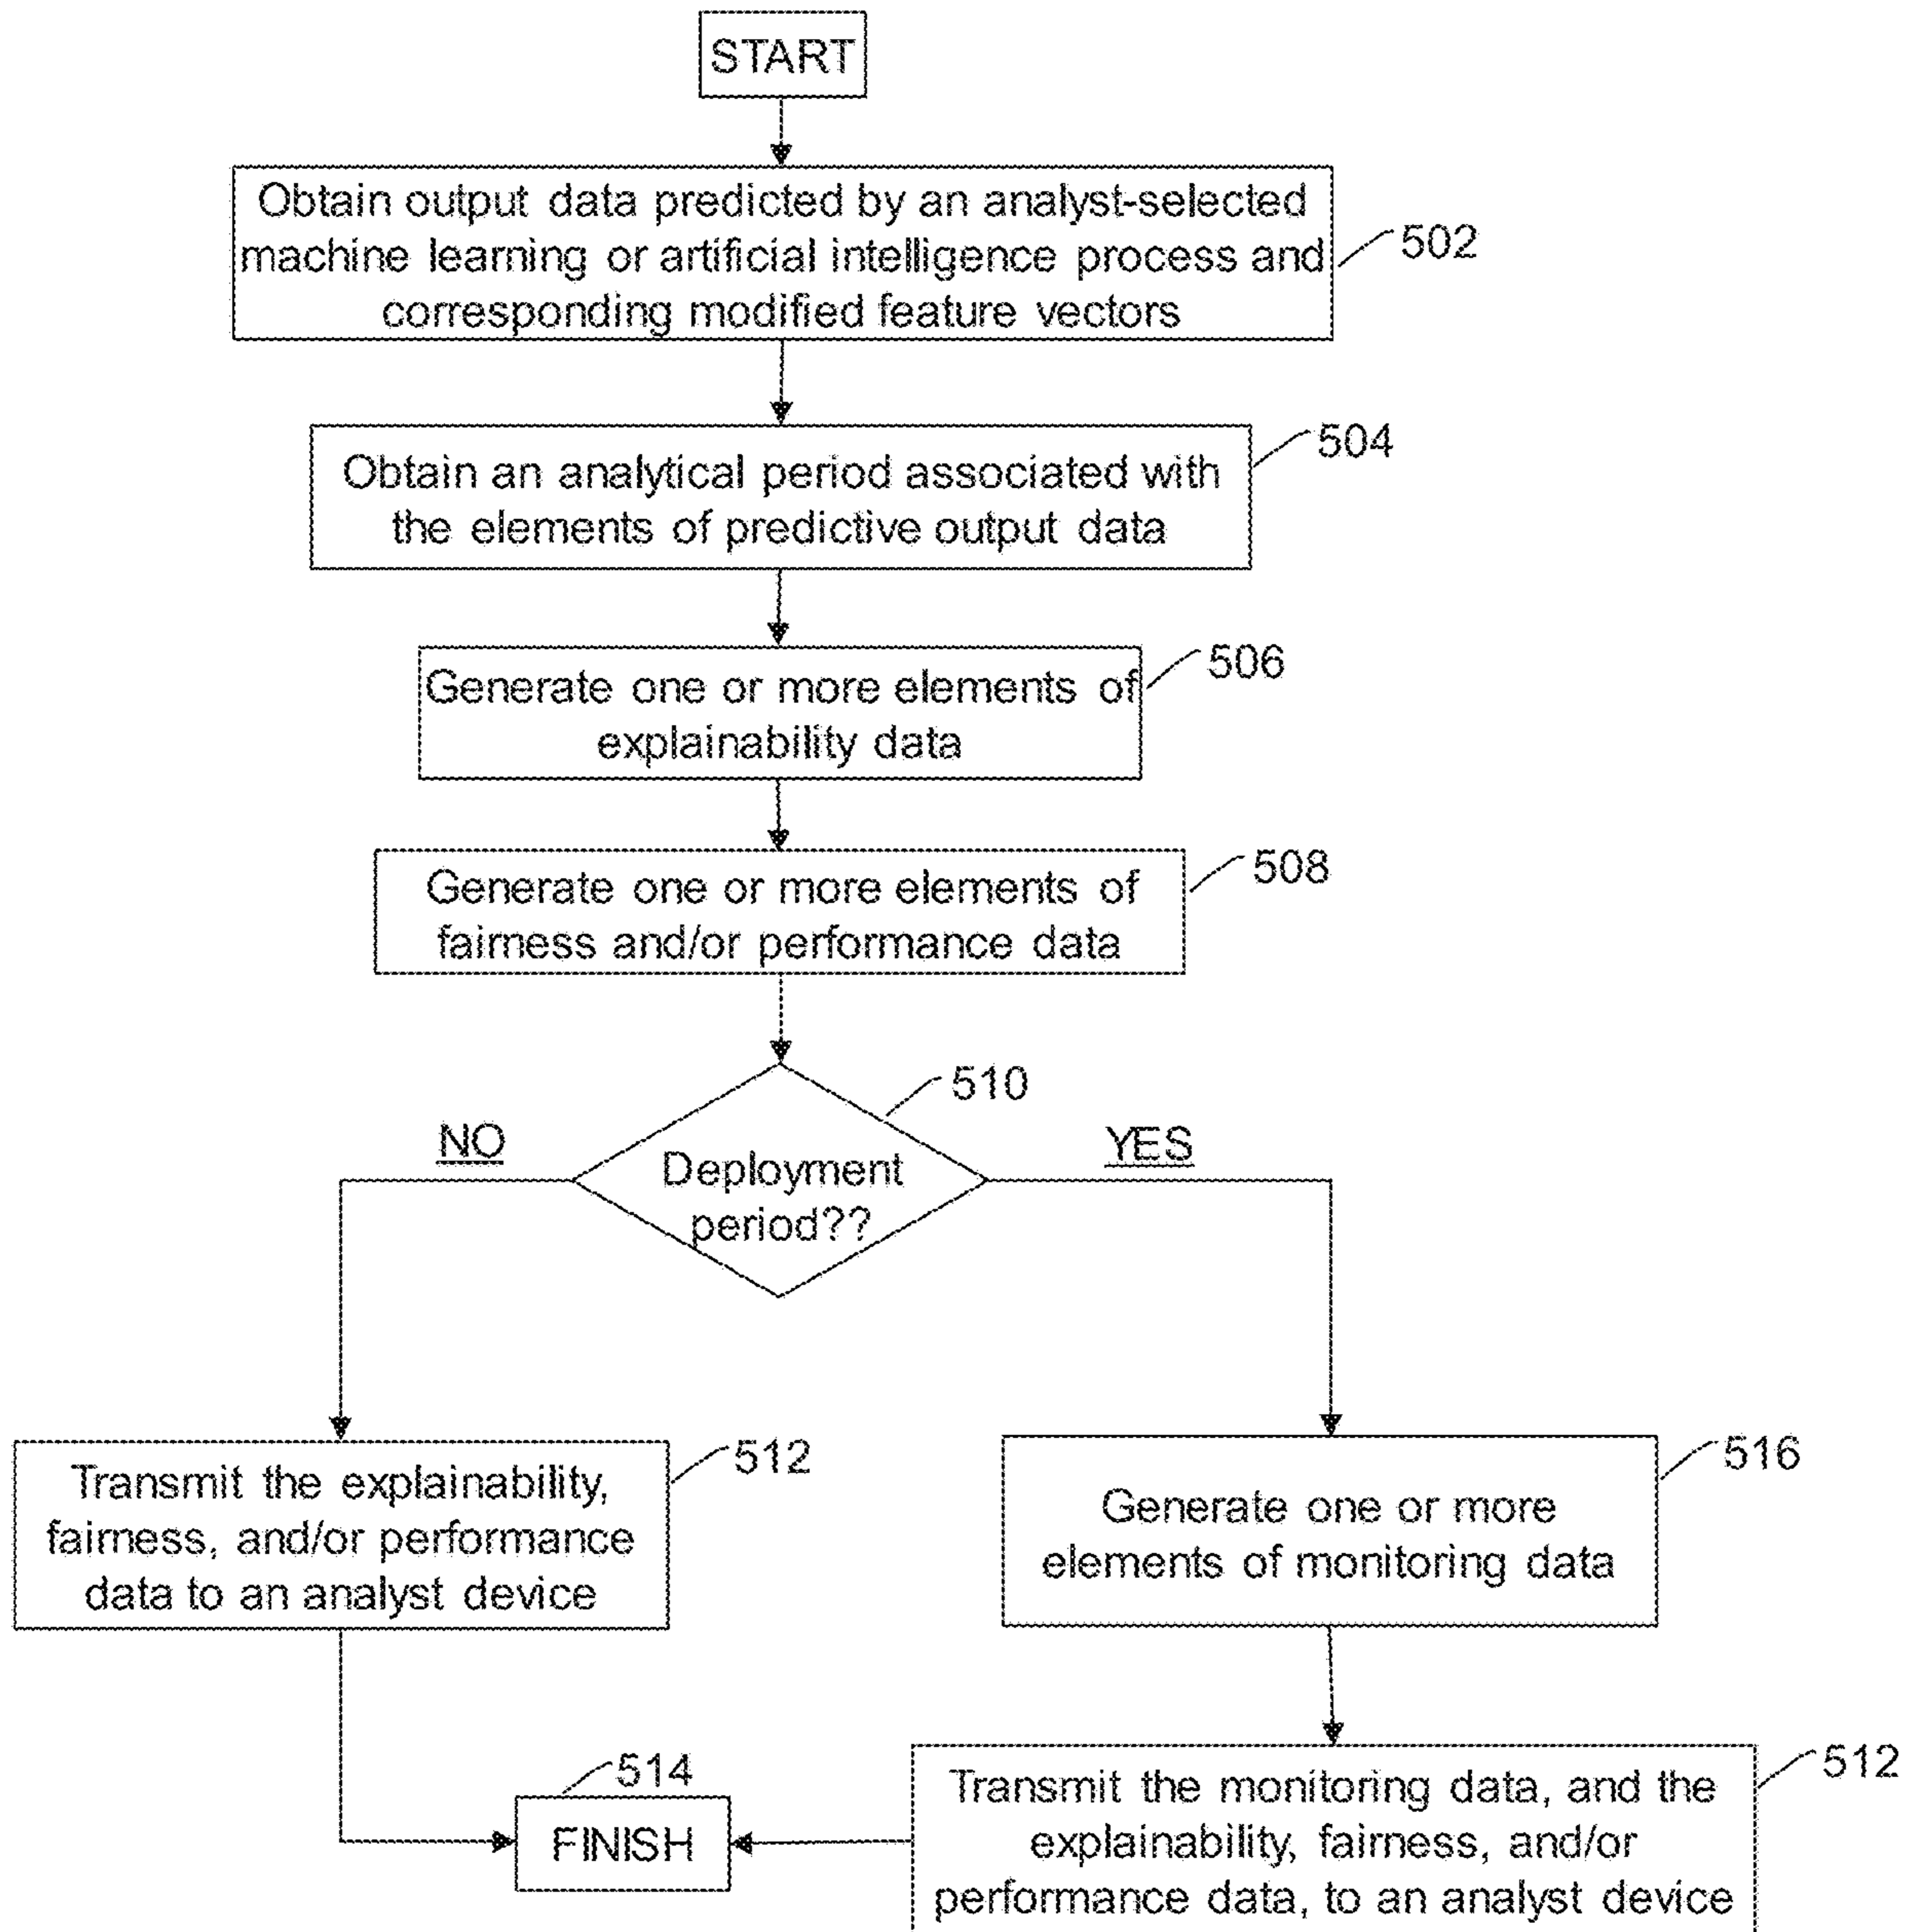 START
Obtain output data predicted by an analyst-selected
machine learning or artificial intelligence process and
corresponding modified feature vectors
502
Obtain an analytical period associated with
the elements of predictive output data
504
Generate one or more elements of
explainability data
506
Generate one or more elements of
fairness and/or performance data
508
510
Deployment
period??
NO
YES
Transmit the explainability,
fairness, and/or performance
data to an analyst device
512
Generate one or more
elements of monitoring data
516
514
FINISH
Transmit the monitoring data, and the
explainability, fairness, and/or
performance data, to an analyst device
512